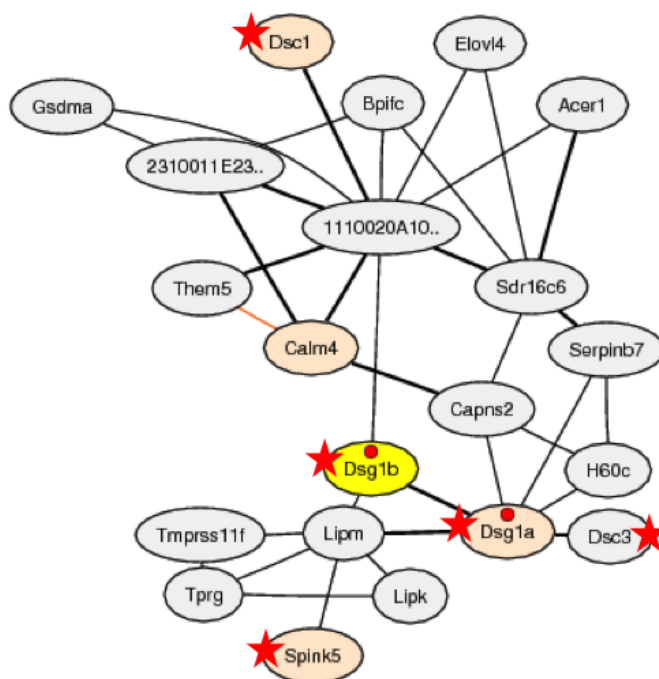 Dsc1
Elovl4
Gsdma
Bpifc
Acer1
2310011E23..
1110020A10..
Them5
Sdr16c6
Calm4
Serpinb7
Capns2
Dsg1b
H60c
Tmprss11f
Lipm
Dsg1a
Dsc3
Tprg
Lipk
Spink5